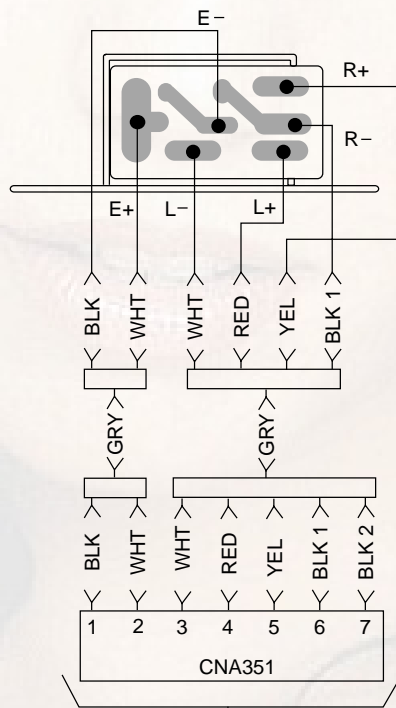 E−
R+
R−
E+ L− L+
BLK WHT WHT RED YEL BLK 1
GRY GRY
BLK WHT WHT RED YEL BLK 1 BLK 2
1 2 3 4 5 6 7
CNA351